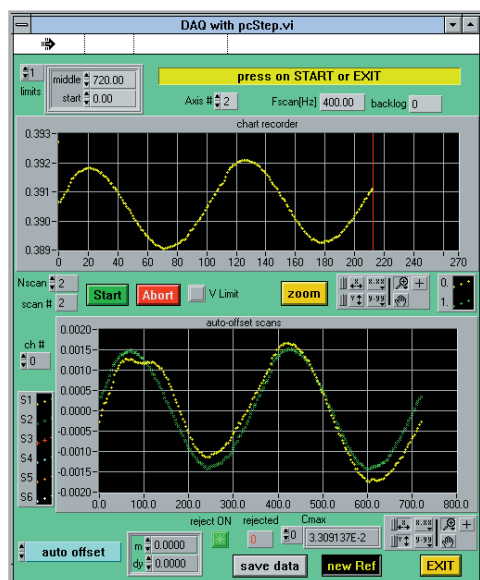 DAQ with pcStep.vi
1 middle 720.00 press on START or EXIT
limits start 0.00 Axis # 2 Fscan[Hz] 400.00 backlog 0
chart recorder
0.393
0.392
0.391
0.390
0.389
0 20 40 60 80 100 120 140 160 180 200 220 240 270
Nscan 2 Start Abort V Limit zoom X.XX 0.
scan # 2 Y Y.YY 1.
auto-offset scans
ch #
0
S1
S2
S3
S4
S5
S6
0.0020
0.0015
0.0010
0.0005
0.0000
-0.0005
-0.0010
-0.0015
-0.0020
0.0 100.0 200.0 300.0 400.0 500.0 600.0 700.0 800.0
reject ON rejected Cmax
auto offset m 0.0000 0 0 3.309137E-2 X X.XX
dy 0.0000 save data new Ref Y Y.YY EXIT